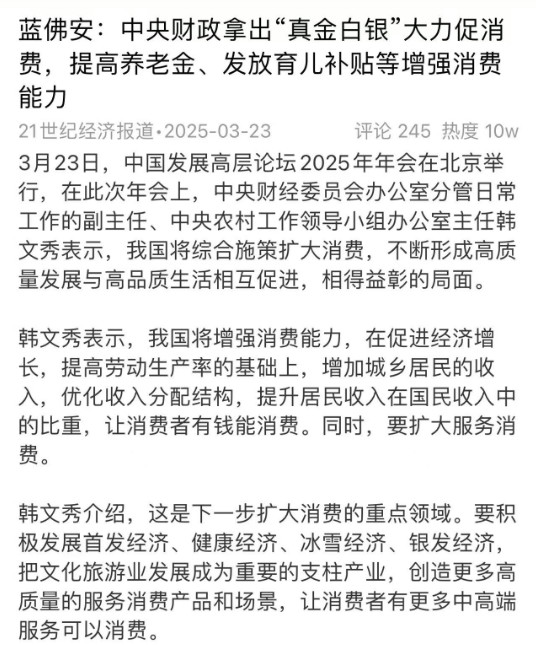 蓝佛安：中央财政拿出“真金白银”大力促消
费，提高养老金、发放育儿补贴等增强消费
能力
21世纪经济报道•2025-03-23 评论 245 热度 10w
3月23日，中国发展高层论坛2025年年会在北京举
行，在此次年会上，中央财经委员会办公室分管日常
工作的副主任、中央农村工作领导小组办公室主任韩
文秀表示，我国将综合施策扩大消费，不断形成高质
量发展与高品质生活相互促进，相得益彰的局面。
韩文秀表示，我国将增强消费能力，在促进经济增
长，提高劳动生产率的基础上，增加城乡居民的收
入，优化收入分配结构，提升居民收入在国民收入中
的比重，让消费者有钱能消费。同时，要扩大服务消
费。
韩文秀介绍，这是下一步扩大消费的重点领域。要积
极发展首发经济、健康经济、冰雪经济、银发经济，
把文化旅游业发展成为重要的支柱产业，创造更多高
质量的服务消费产品和场景，让消费者有更多中高端
服务可以消费。